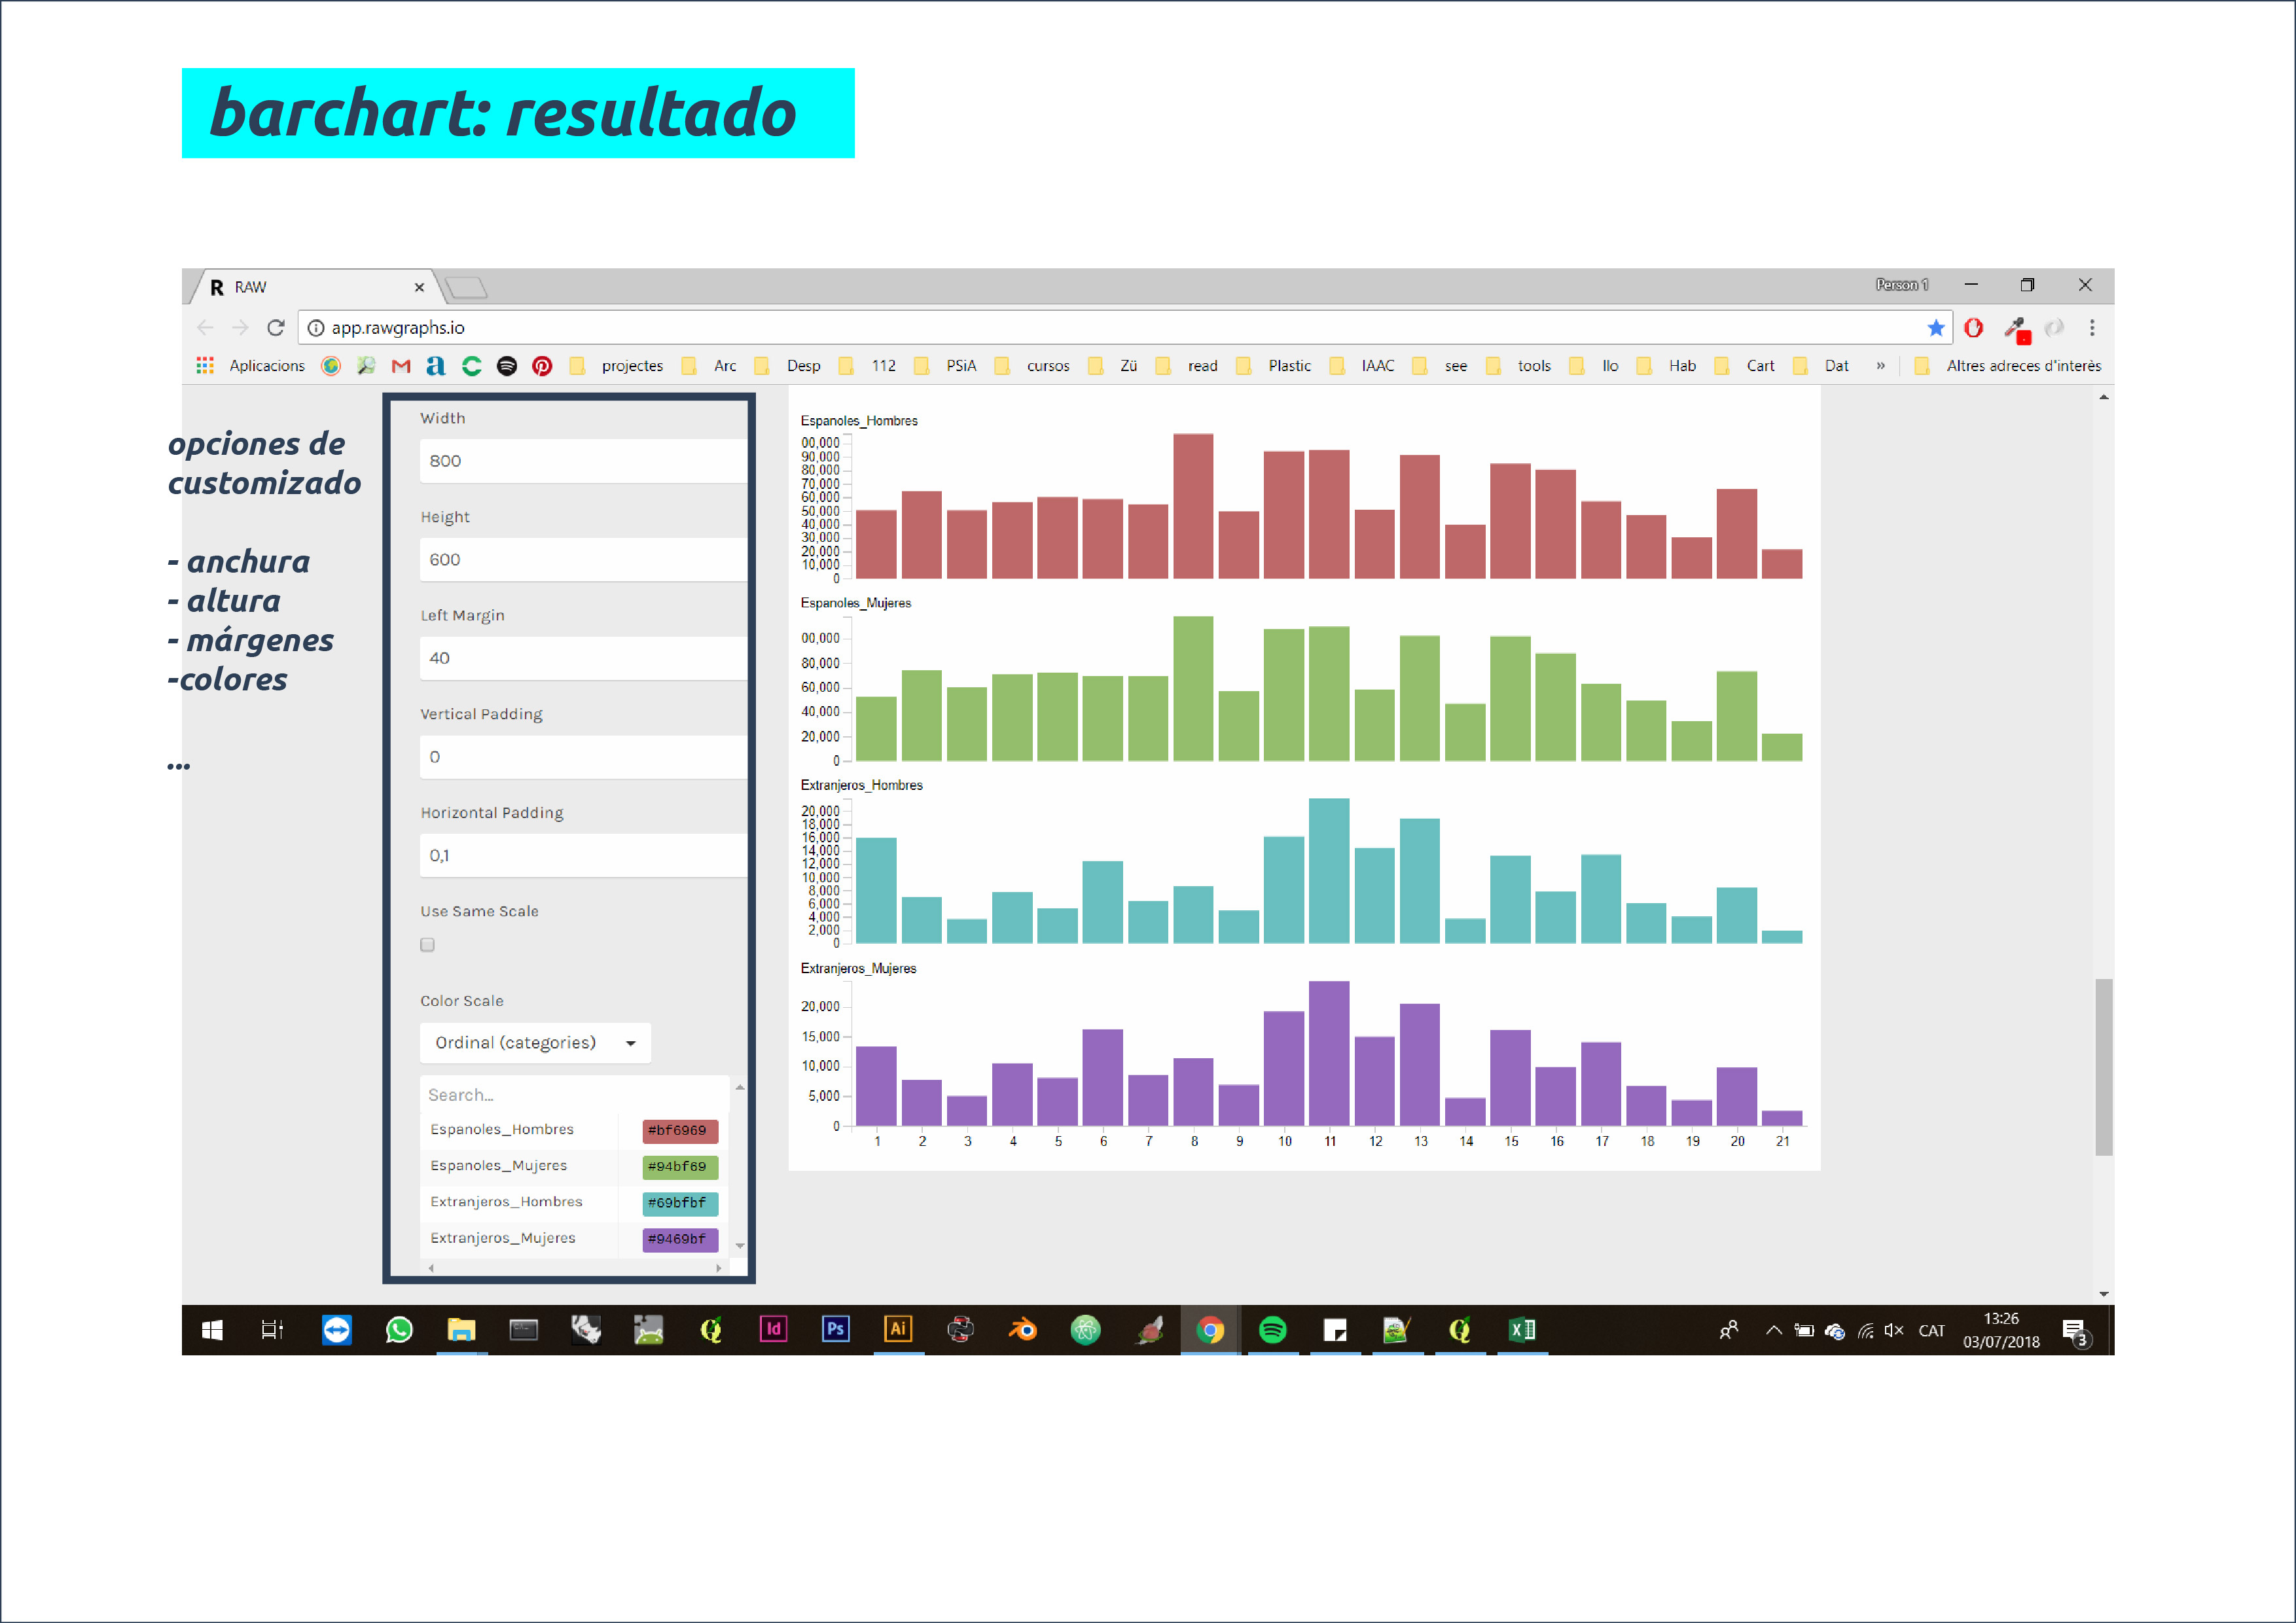 barchart: resultado
R RAW
Person 1
app.rawgraphs.io
Aplicacions projectes Arc Desp 112 PSiA cursos Zü read Plastic IAAC see tools Ilo Hab Cart Dat » Altres adreces d'interès
opciones de
customizado
- anchura
- altura
- márgenes
-colores
...
Width
800
Height
600
Left Margin
40
Vertical Padding
0
Horizontal Padding
0,1
Use Same Scale
Color Scale
Ordinal (categories)
Search...
Espanoles_Hombres #bf6969
Espanoles_Mujeres #94bf69
Extranjeros_Hombres #69bfbf
Extranjeros_Mujeres #9469bf
Espanoles_Hombres
00,000
90,000
80,000
70,000
60,000
50,000
40,000
30,000
20,000
10,000
0
Espanoles_Mujeres
00,000
80,000
60,000
40,000
20,000
0
Extranjeros_Hombres
20,000
18,000
16,000
14,000
12,000
10,000
8,000
6,000
4,000
2,000
0
Extranjeros_Mujeres
20,000
15,000
10,000
5,000
0
1 2 3 4 5 6 7 8 9 10 11 12 13 14 15 16 17 18 19 20 21
Id Ps Ai
CAT
13:26
03/07/2018
3